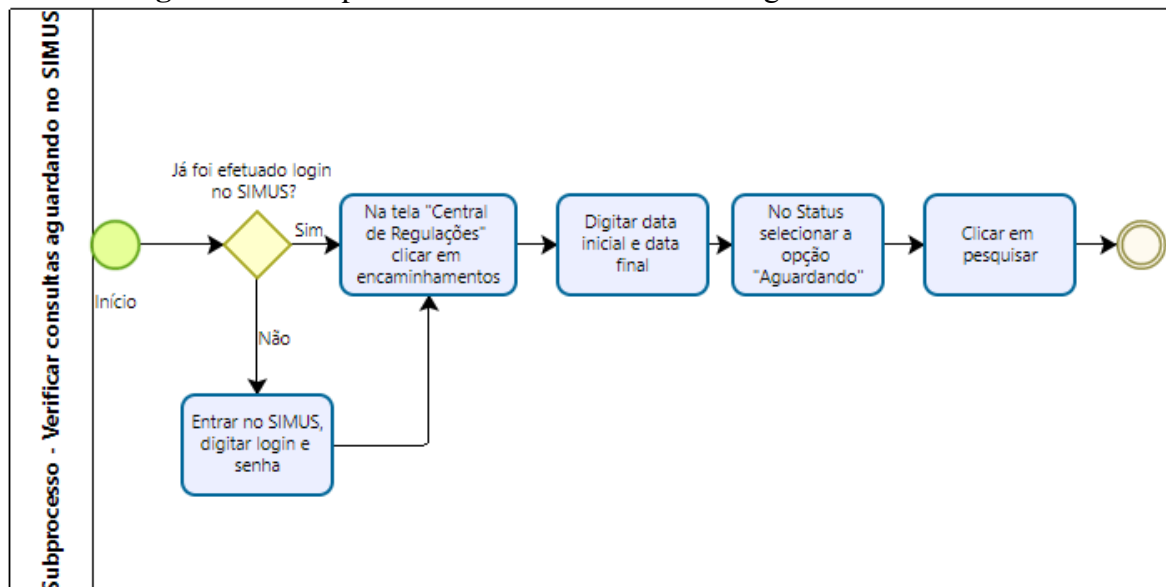 Subprocesso - Verificar consultas aguardando no SIMUS
Início
Já foi efetuado login
no SIMUS?
Sim
Não
Entrar no SIMUS,
digitar login e
senha
Na tela "Central
de Regulações"
clicar em
encaminhamentos
Digitar data
inicial e data
final
No Status
selecionar a
opção
"Aguardando"
Clicar em
pesquisar